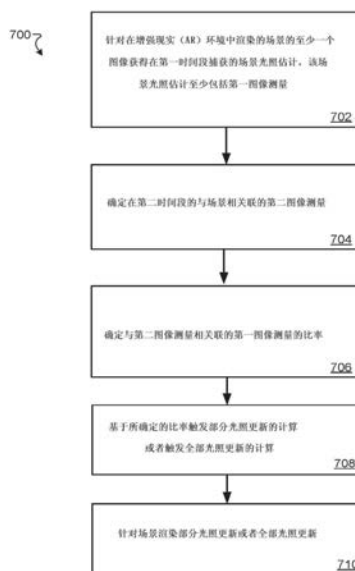 700
针对在增强现实（AR）环境中渲染的场景的至少一个
图像获得在第一时间段捕获的场景光照估计，该场
景光照估计至少包括第一图像测量
702
确定在第二时间段的与场景相关联的第二图像测量
704
确定与第二图像测量相关联的第一图像测量的比率
706
基于所确定的比率触发部分光照更新的计算
或者触发全部光照更新的计算
708
针对场景渲染部分光照更新或者全部光照更新
710